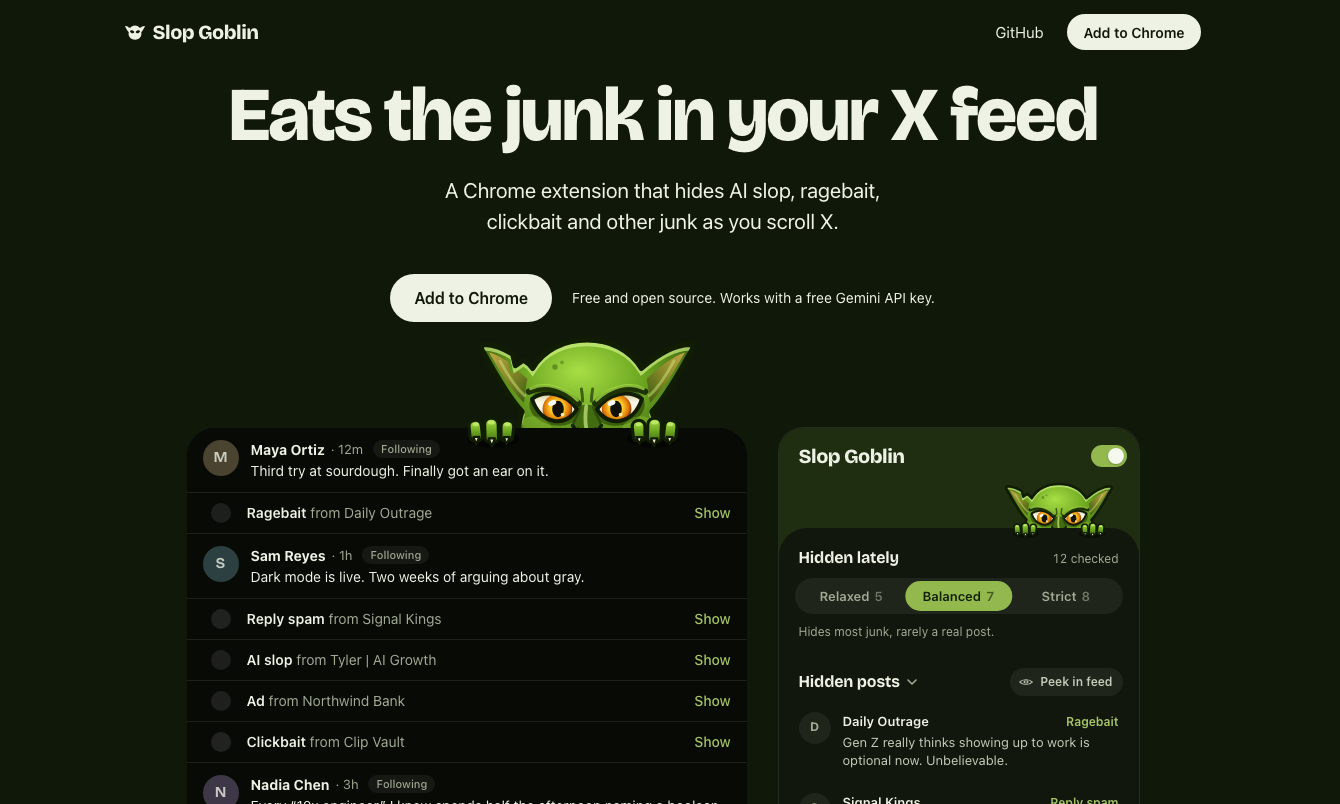 Slop Goblin
GitHub
Add to Chrome
Eats the junk in your X feed
A Chrome extension that hides AI slop, ragebait,
clickbait and other junk as you scroll X.
Add to Chrome
Free and open source. Works with a free Gemini API key.
M
Maya Ortiz · 12m Following
Third try at sourdough. Finally got an ear on it.
Ragebait from Daily Outrage Show
S
Sam Reyes · 1h Following
Dark mode is live. Two weeks of arguing about gray.
Reply spam from Signal Kings Show
AI slop from Tyler | AI Growth Show
Ad from Northwind Bank Show
Clickbait from Clip Vault Show
N
Nadia Chen · 3h Following
Slop Goblin
Hidden lately 12 checked
Relaxed 5 Balanced 7 Strict 8
Hides most junk, rarely a real post.
Hidden posts Peek in feed
D
Daily Outrage Ragebait
Gen Z really thinks showing up to work is
optional now. Unbelievable.
Signal Kings Reply spam